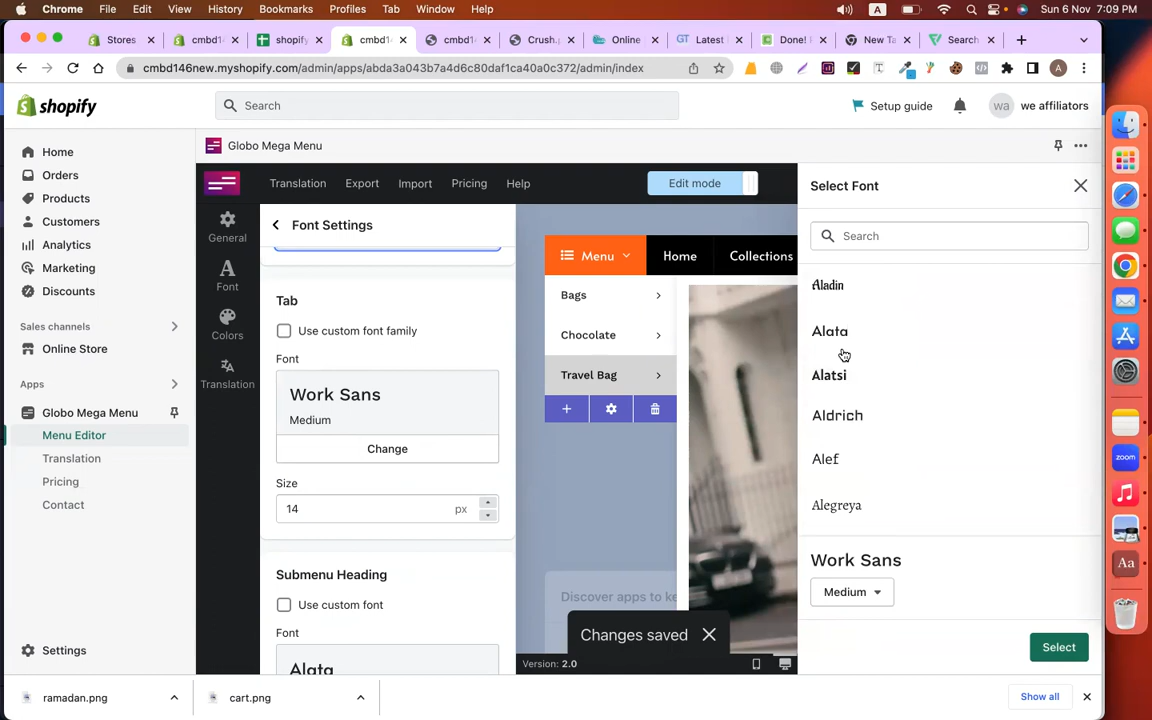 Chrome File Edit View History Bookmarks Profiles Tab Window Help A Sun 6 Nov 7:09 PM
Stores cmbd1 shopify cmbd1 cmbd1 Crush.p Online GT Latest Done! B New Ta Search
cmbd146new.myshopify.com/admin/apps/abda3a043b7a4d6c80daf1ca40a0c372/admin/index A
shopify Search Setup guide wa we affiliators
Home
Orders
Products
Customers
Analytics
Marketing
Discounts
Sales channels
Online Store
Apps
Globo Mega Menu
Menu Editor
Translation
Pricing
Contact
Settings
Globo Mega Menu
Translation Export Import Pricing Help Edit mode
General
Font
Colors
Translation
Font Settings
Tab
Use custom font family
Font
Work Sans
Medium
Change
Size
14 px
Submenu Heading
Use custom font
Font
Alata
Menu Home Collections
Bags
Chocolate
Travel Bag
Discover apps to ke
Changes saved
Version: 2.0
Select Font
Search
Aladin
Alata
Alatsi
Aldrich
Alef
Alegreya
Work Sans
Medium
Select
zoom
Aa
ramadan.png cart.png Show all